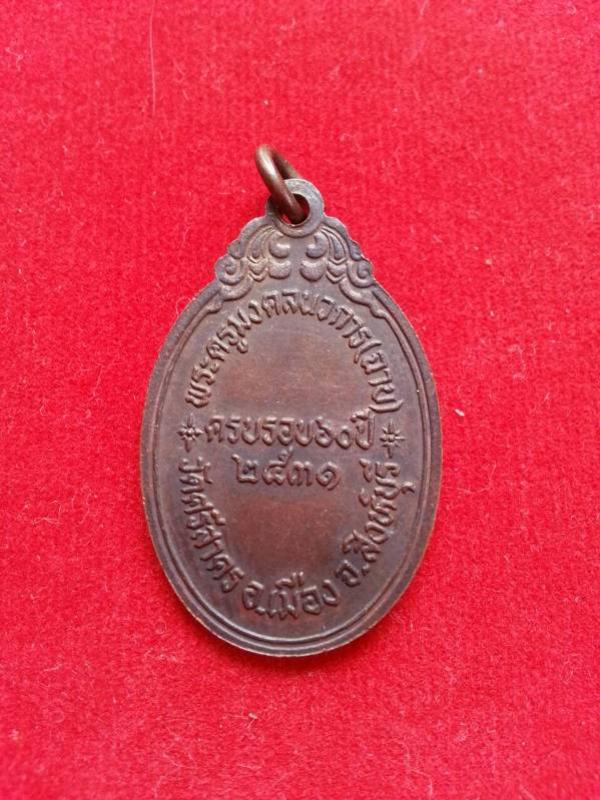 พระครูมงคลนวการ(ฉาย)
ครบรอบ๖๐ปี
๒๕๓๑
วัดศรีสาคร อ.เมือง จ.สิงห์บุรี